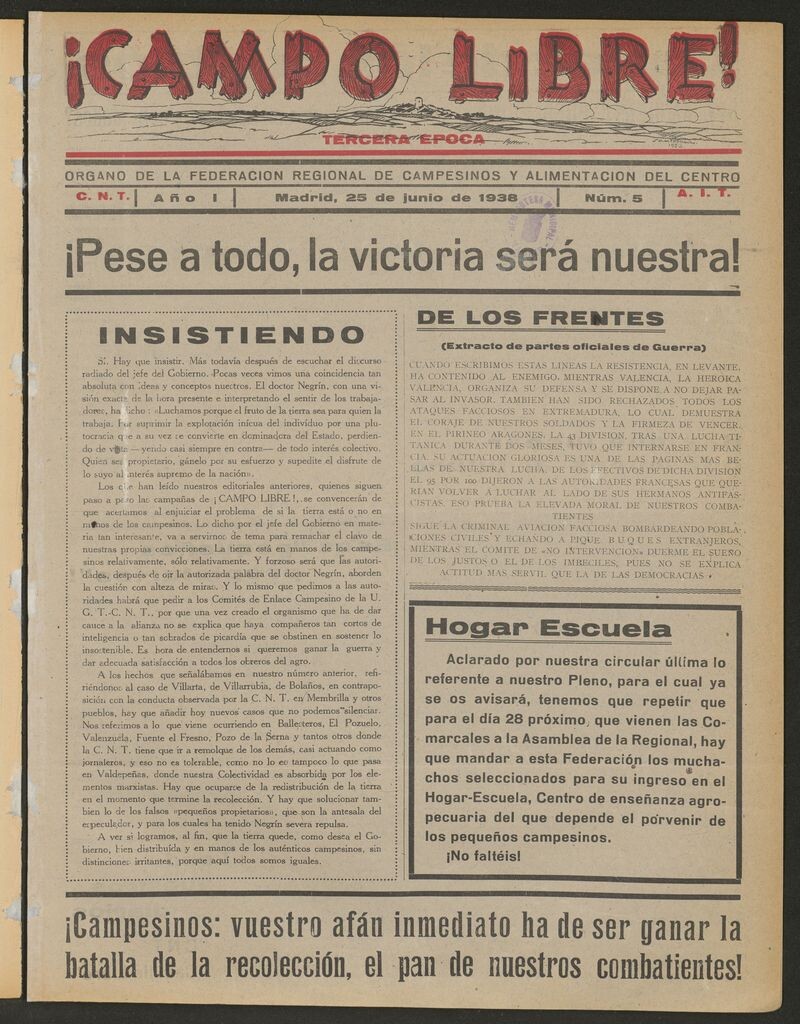 ¡CAMPO LIBRE!
TERCERA EPOCA
ORGANO DE LA FEDERACION REGIONAL DE CAMPESINOS Y ALIMENTACION DEL CENTRO
C. N. T. | Año I | Madrid, 25 de junio de 1938 | Núm. 5 | A. I. T.
¡Pese a todo, la victoria será nuestra!
INSISTIENDO
Sí. Hay que insistir. Más todavía después de escuchar el discurso
radiado del jefe del Gobierno. Pocas veces vimos una coincidencia tan
absoluta con ideas y conceptos nuestros. El doctor Negrín, con una vi-
sión exacta de la hora presente e interpretando el sentir de los trabaja-
dores, ha dicho: «Luchamos porque el fruto de la tierra sea para quien la
trabaja. Por suprimir la explotación inícua del individuo por una plu-
tocracia que a su vez se convierte en dominadora del Estado, perdien-
do de vista — yendo casi siempre en contra— de todo interés colectivo.
Quien sea propietario, gánelo por su esfuerzo y supedite el disfrute de
lo suyo al interés supremo de la nación».
Los que han leído nuestros editoriales anteriores, quienes siguen
paso a paso las campañas de ¡CAMPO LIBRE!, se convencerán de
que acertamos al enjuiciar el problema de si la tierra está o no en
manos de los campesinos. Lo dicho por el jefe del Gobierno en mate-
ria tan interesante, va a servirnos de tema para remachar el clavo de
nuestras propias convicciones. La tierra está en manos de los campe-
sinos relativamente, sólo relativamente. Y forzoso será que las autori-
dades, después de oir la autorizada palabra del doctor Negrín, aborden
la cuestión con alteza de miras. Y lo mismo que pedimos a las auto-
ridades habrá que pedir a los Comités de Enlace Campesino de la U.
G. T.-C. N. T., por que una vez creado el organismo que ha de dar
cauce a la alianza no se explica que haya compañeros tan cortos de
inteligencia o tan sobrados de picardía que se obstinen en sostener lo
insostenible. Es hora de entendernos si queremos ganar la guerra y
dar adecuada satisfacción a todos los obreros del agro.
A los hechos que señalábamos en nuestro número anterior, refi-
riéndonos al caso de Villarta, de Villarrubia, de Bolaños, en contrapo-
sición con la conducta observada por la C. N. T. en Membrilla y otros
pueblos, hay que añadir hoy nuevos casos que no podemos silenciar.
Nos referimos a lo que viene ocurriendo en Ballesteros, El Pozuelo,
Valenzuela, Fuente el Fresno, Pozo de la Serna y tantos otros donde
la C. N. T. tiene que ir a remolque de los demás, casi actuando como
jornaleros, y eso no es tolerable, como no lo es tampoco lo que pasa
en Valdepeñas, donde nuestra Colectividad es absorbida por los ele-
mentos marxistas. Hay que ocuparse de la redistribución de la tierra
en el momento que termine la recolección. Y hay que solucionar tam-
bien lo de los falsos «pequeños propietarios», que son la antesala del
especulador, y para los cuales ha tenido Negrín severa repulsa.
A ver si logramos, al fin, que la tierra quede, como desea el Go-
bierno, bien distribuída y en manos de los auténticos campesinos, sin
distinciones irritantes, porque aquí todos somos iguales.
DE LOS FRENTES
(Extracto de partes oficiales de Guerra)
CUANDO ESCRIBIMOS ESTAS LINEAS LA RESISTENCIA, EN LEVANTE,
HA CONTENIDO AL ENEMIGO. MIENTRAS VALENCIA, LA HEROICA
VALENCIA, ORGANIZA SU DEFENSA Y SE DISPONE A NO DEJAR PA-
SAR AL INVASOR. TAMBIEN HAN SIDO RECHAZADOS TODOS LOS
ATAQUES FACCIOSOS EN EXTREMADURA, LO CUAL DEMUESTRA
EL CORAJE DE NUESTROS SOLDADOS Y LA FIRMEZA DE VENCER.
EN EL PIRINEO ARAGONES, LA 43 DIVISION, TRAS UNA LUCHA TI-
TANICA DURANTE DOS MESES, TUVO QUE INTERNARSE EN FRAN-
CIA. SU ACTUACION GLORIOSA ES UNA DE LAS PAGINAS MAS BE-
LLAS DE NUESTRA LUCHA. DE LOS EFECTIVOS DE DICHA DIVISION
EL 95 POR 100 DIJERON A LAS AUTORIDADES FRANCESAS QUE QUE-
RIAN VOLVER A LUCHAR AL LADO DE SUS HERMANOS ANTIFAS-
CISTAS. ESO PRUEBA LA ELEVADA MORAL DE NUESTROS COMBA-
TIENTES
SIGUE LA CRIMINAL AVIACION FACCIOSA BOMBARDEANDO POBLA-
CIONES CIVILES Y ECHANDO A PIQUE BUQUES EXTRANJEROS,
MIENTRAS EL COMITE DE «NO INTERVENCION» DUERME EL SUEÑO
DE LOS JUSTOS O EL DE LOS IMBECILES, PUES NO SE EXPLICA
ACTITUD MAS SERVIL QUE LA DE LAS DEMOCRACIAS
Hogar Escuela
Aclarado por nuestra circular última lo
referente a nuestro Pleno, para el cual ya
se os avisará, tenemos que repetir que
para el día 28 próximo, que vienen las Co-
marcales a la Asamblea de la Regional, hay
que mandar a esta Federación los mucha-
chos seleccionados para su ingreso en el
Hogar-Escuela, Centro de enseñanza agro-
pecuaria del que depende el porvenir de
los pequeños campesinos.
¡No faltéis!
¡Campesinos: vuestro afán inmediato ha de ser ganar la
batalla de la recolección, el pan de nuestros combatientes!